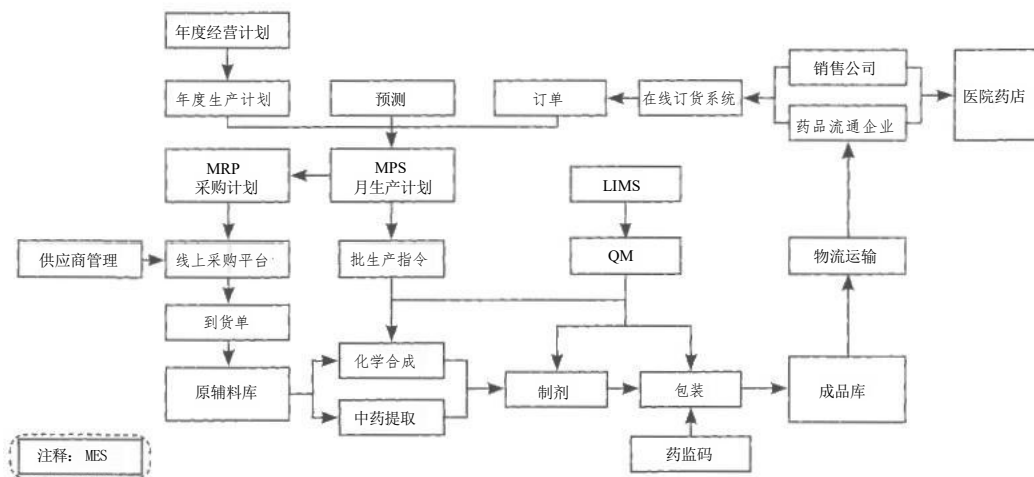 年度经营计划
年度生产计划
预测
订单
在线订货系统
销售公司
药品流通企业
医院药店
MRP
采购计划
MPS
月生产计划
LIMS
供应商管理
线上采购平台
批生产指令
QM
物流运输
到货单
原辅料库
化学合成
中药提取
制剂
包装
成品库
药监码
注释：MES